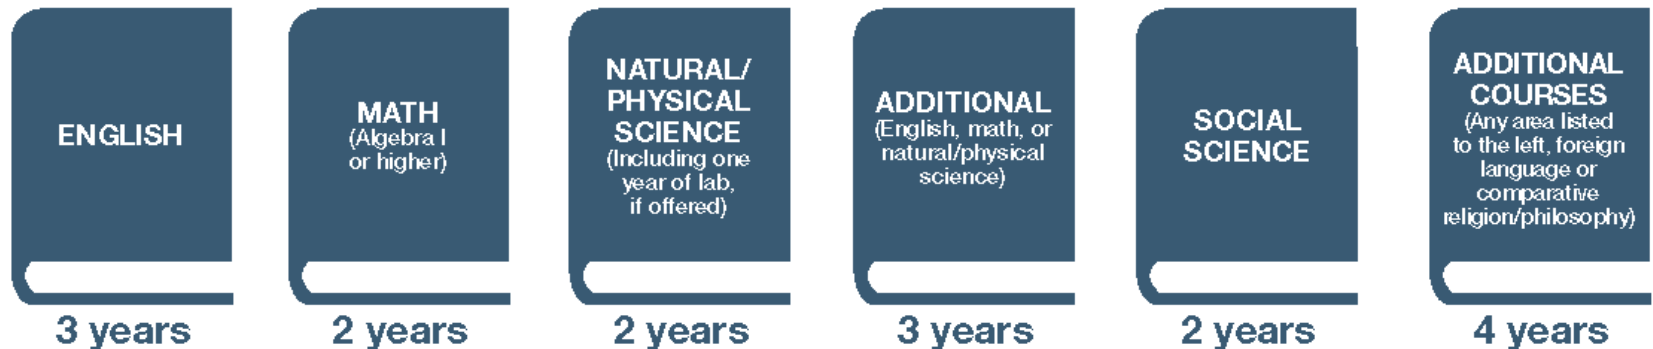 ENGLISH
3 years
MATH
(Algebra I
or higher)
2 years
NATURAL/
PHYSICAL
SCIENCE
(Including one
year of lab,
if offered)
2 years
ADDITIONAL
(English, math, or
natural/physical
science)
3 years
SOCIAL
SCIENCE
2 years
ADDITIONAL
COURSES
(Any area listed
to the left, foreign
language or
comparative
religion/philosophy)
4 years